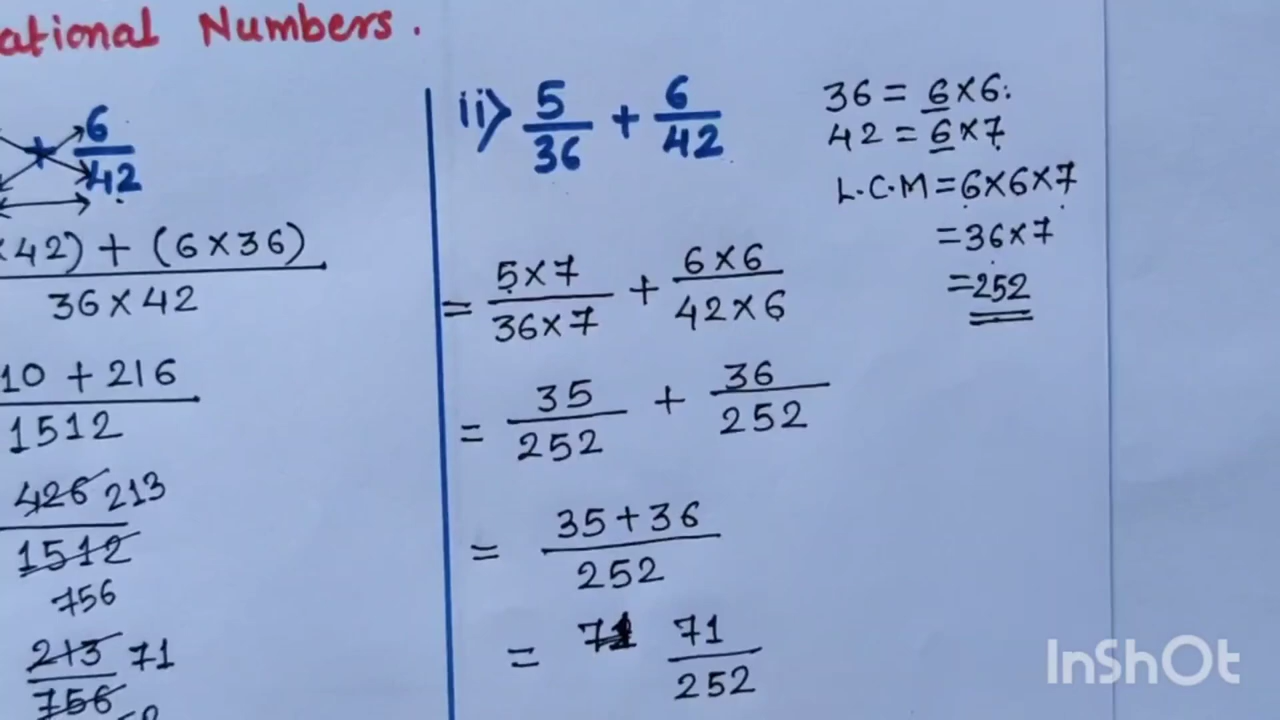 ational Numbers.
+ 6/42
×42) + (6×36)
36×42
10 + 216
1512
426 213
1512
756
213 71
756
ii) 5/36 + 6/42
= 5×7/36×7 + 6×6/42×6
= 35/252 + 36/252
= 35+36/252
= 71 71/252
36 = 6×6.
42 = 6×7
L.C.M = 6×6×7
= 36×7
= 252
InShOt